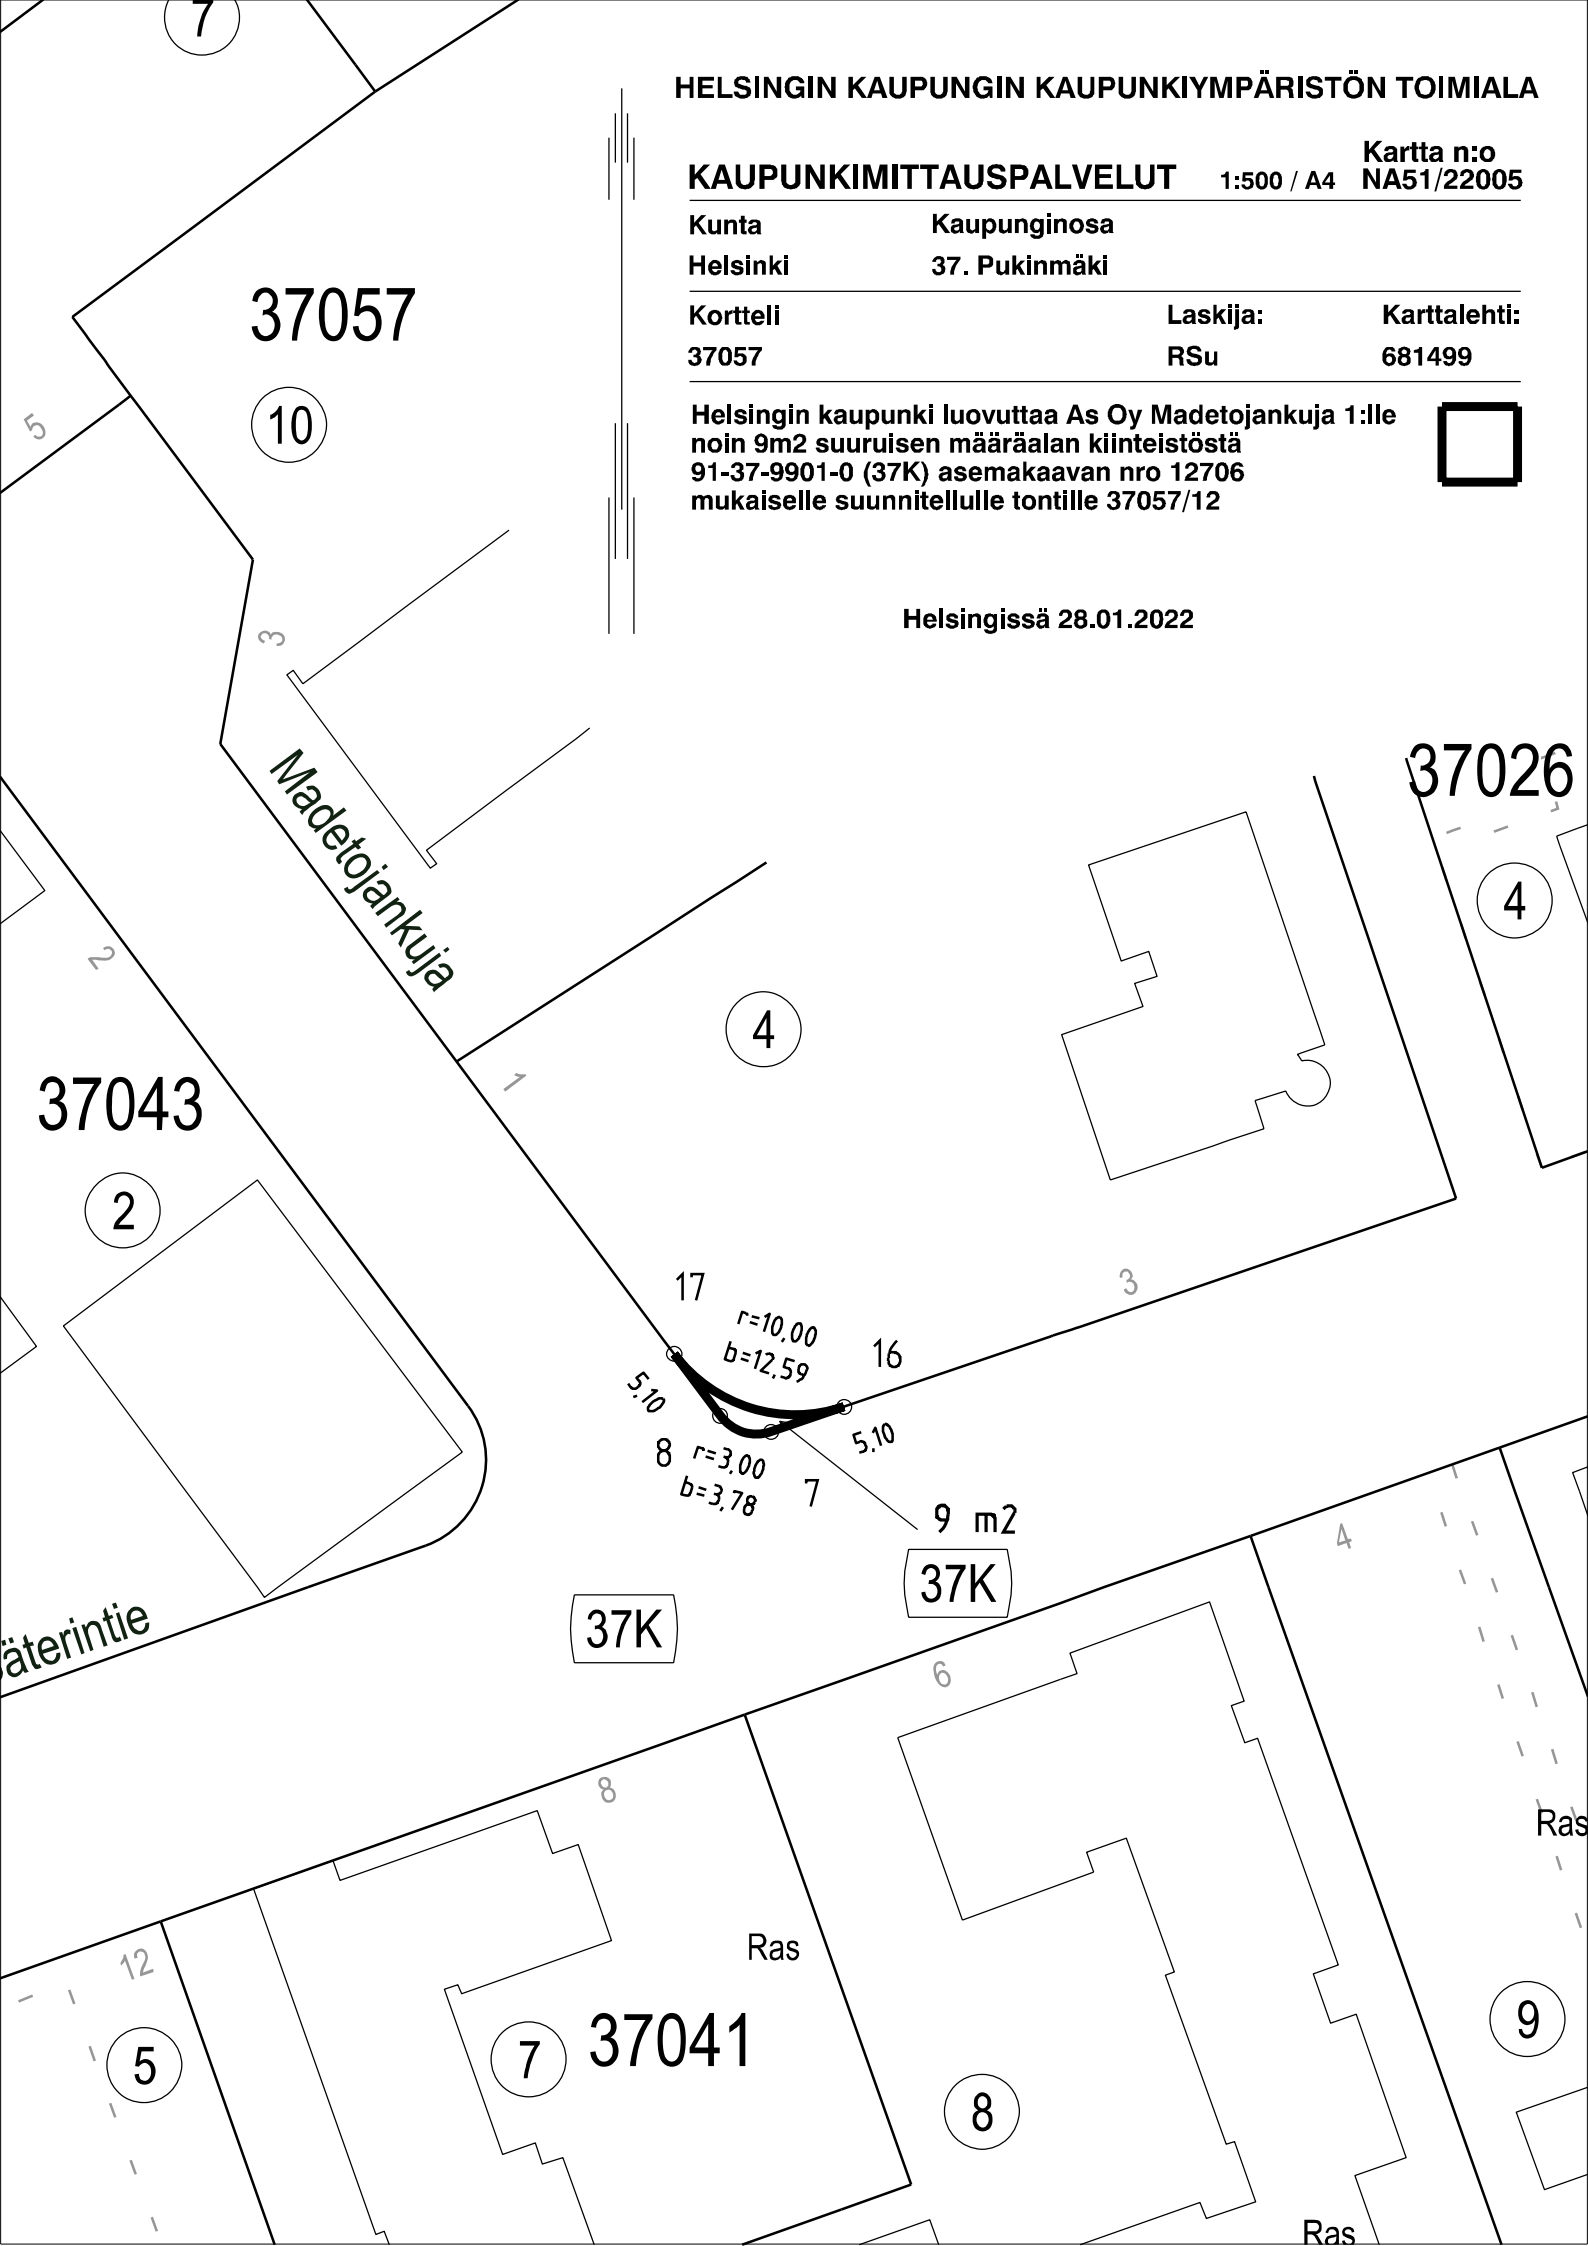 7
HELSINGIN KAUPUNGIN KAUPUNKIYMPÄRISTÖN TOIMIALA
Kartta n:o
KAUPUNKIMITTAUSPALVELUT 1:500 / A4 NA51/22005
Kunta Kaupunginosa
Helsinki 37. Pukinmäki
Kortteli Laskija: Karttalehti:
37057 RSu 681499
Helsingin kaupunki luovuttaa As Oy Madetojankuja 1:lle
noin 9m2 suuruisen määräalan kiinteistöstä
91-37-9901-0 (37K) asemakaavan nro 12706
mukaiselle suunnitellulle tontille 37057/12
Helsingissä 28.01.2022
37057
10
5
3
Madetojankuja
37026
4
2
4
1
37043
2
3
17
r=10,00
b=12,59
16
5,10
5,10
8
r=3,00
b=3,78
7
9 m2
37K
37K
äterintie
4
6
8
Ras
Ras
12
5
7
37041
8
9
Ras